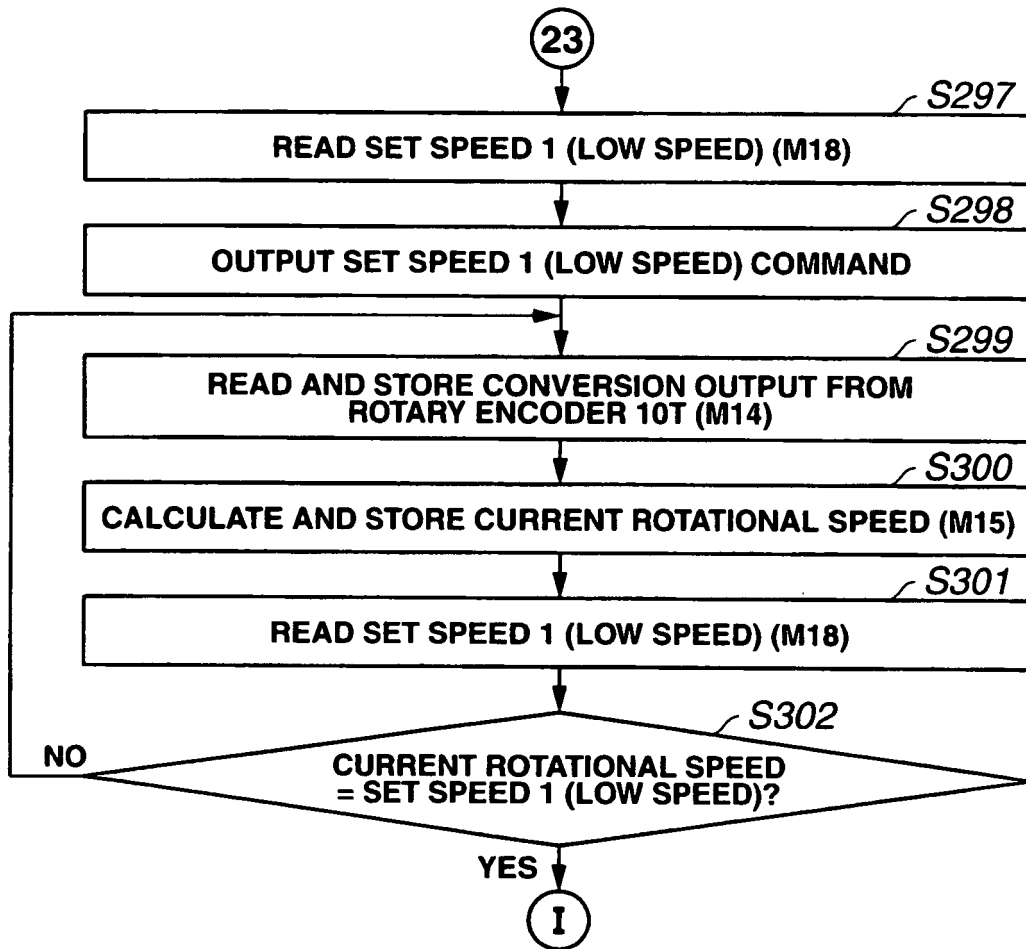 23
S297
READ SET SPEED 1 (LOW SPEED) (M18)
S298
OUTPUT SET SPEED 1 (LOW SPEED) COMMAND
S299
READ AND STORE CONVERSION OUTPUT FROM
ROTARY ENCODER 10T (M14)
S300
CALCULATE AND STORE CURRENT ROTATIONAL SPEED (M15)
S301
READ SET SPEED 1 (LOW SPEED) (M18)
S302
NO
CURRENT ROTATIONAL SPEED
= SET SPEED 1 (LOW SPEED)?
YES
I